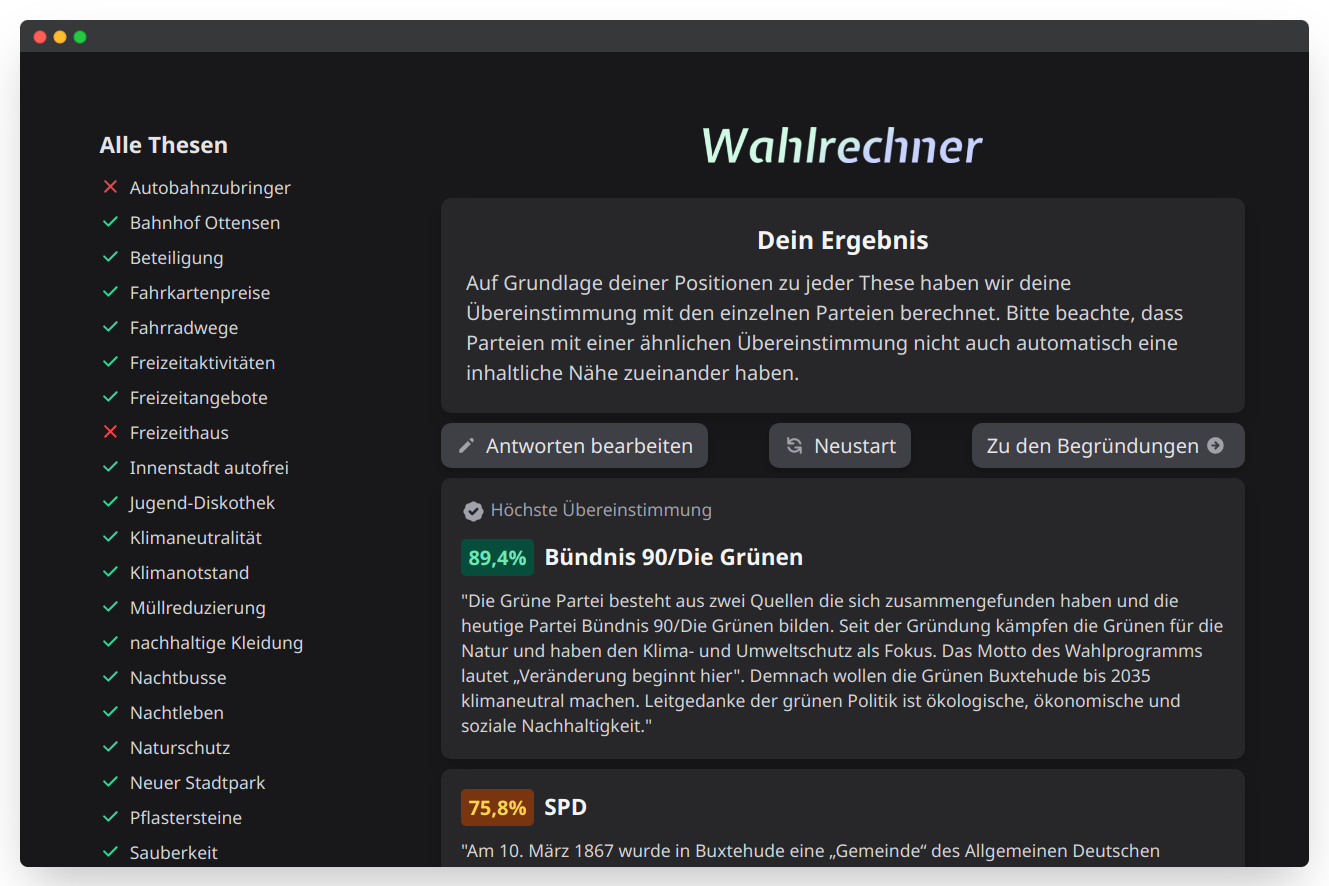 Alle Thesen
Autobahnzubringer
Bahnhof Ottensen
Beteiligung
Fahrkartenpreise
Fahrradwege
Freizeitaktivitäten
Freizeitangebote
Freizeithaus
Innenstadt autofrei
Jugend-Diskothek
Klimaneutralität
Klimanotstand
Müllreduzierung
nachhaltige Kleidung
Nachtbusse
Nachtleben
Naturschutz
Neuer Stadtpark
Pflastersteine
Sauberkeit
Wahlrechner
Dein Ergebnis
Auf Grundlage deiner Positionen zu jeder These haben wir deine
Übereinstimmung mit den einzelnen Parteien berechnet. Bitte beachte, dass
Parteien mit einer ähnlichen Übereinstimmung nicht auch automatisch eine
inhaltliche Nähe zueinander haben.
Antworten bearbeiten
Neustart
Zu den Begründungen
Höchste Übereinstimmung
89,4% Bündnis 90/Die Grünen
"Die Grüne Partei besteht aus zwei Quellen die sich zusammengefunden haben und die
heutige Partei Bündnis 90/Die Grünen bilden. Seit der Gründung kämpfen die Grünen für die
Natur und haben den Klima- und Umweltschutz als Fokus. Das Motto des Wahlprogramms
lautet „Veränderung beginnt hier". Demnach wollen die Grünen Buxtehude bis 2035
klimaneutral machen. Leitgedanke der grünen Politik ist ökologische, ökonomische und
soziale Nachhaltigkeit."
75,8% SPD
"Am 10. März 1867 wurde in Buxtehude eine „Gemeinde“ des Allgemeinen Deutschen